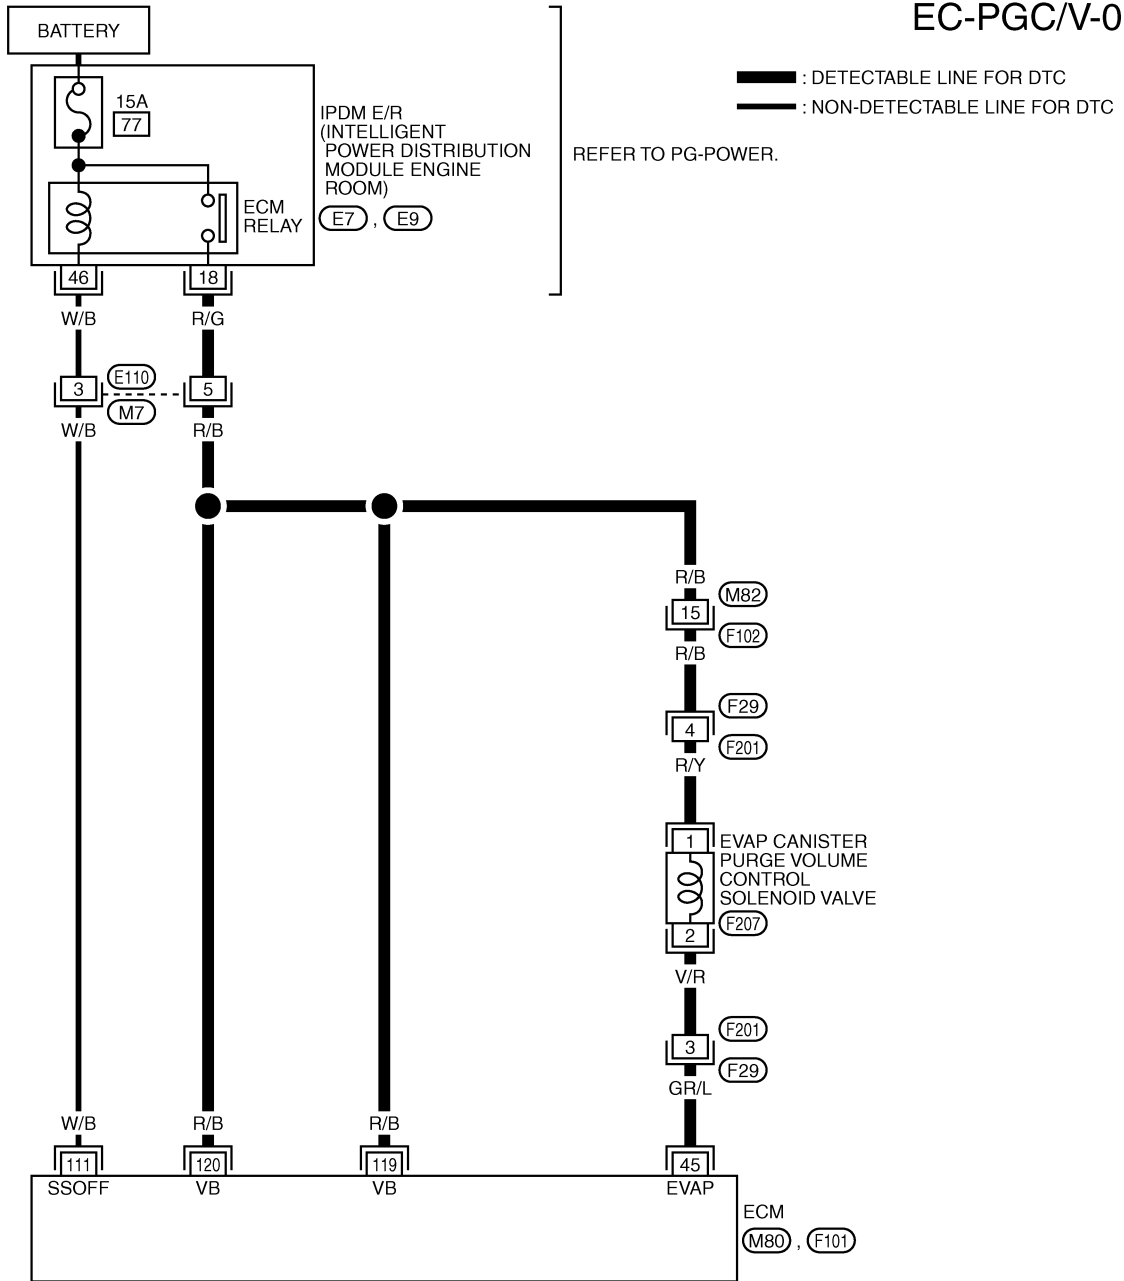 EC-PGC/V-0
BATTERY
: DETECTABLE LINE FOR DTC
: NON-DETECTABLE LINE FOR DTC
15A
77
IPDM E/R
(INTELLIGENT
POWER DISTRIBUTION
MODULE ENGINE
ROOM)
E7 , E9
REFER TO PG-POWER.
ECM
RELAY
46
18
W/B
R/G
3
E110
M7
5
W/B
R/B
R/B
15
M82
F102
R/B
F29
4
F201
R/Y
1
EVAP CANISTER
PURGE VOLUME
CONTROL
SOLENOID VALVE
F207
2
V/R
F201
3
F29
GR/L
W/B
R/B
R/B
111
120
119
45
SSOFF
VB
VB
EVAP
ECM
M80 , F101